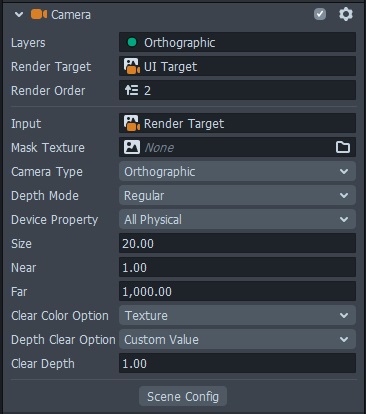 Camera
Layers Orthographic
Render Target UI Target
Render Order 2
Input Render Target
Mask Texture None
Camera Type Orthographic
Depth Mode Regular
Device Property All Physical
Size 20.00
Near 1.00
Far 1,000.00
Clear Color Option Texture
Depth Clear Option Custom Value
Clear Depth 1.00
Scene Config